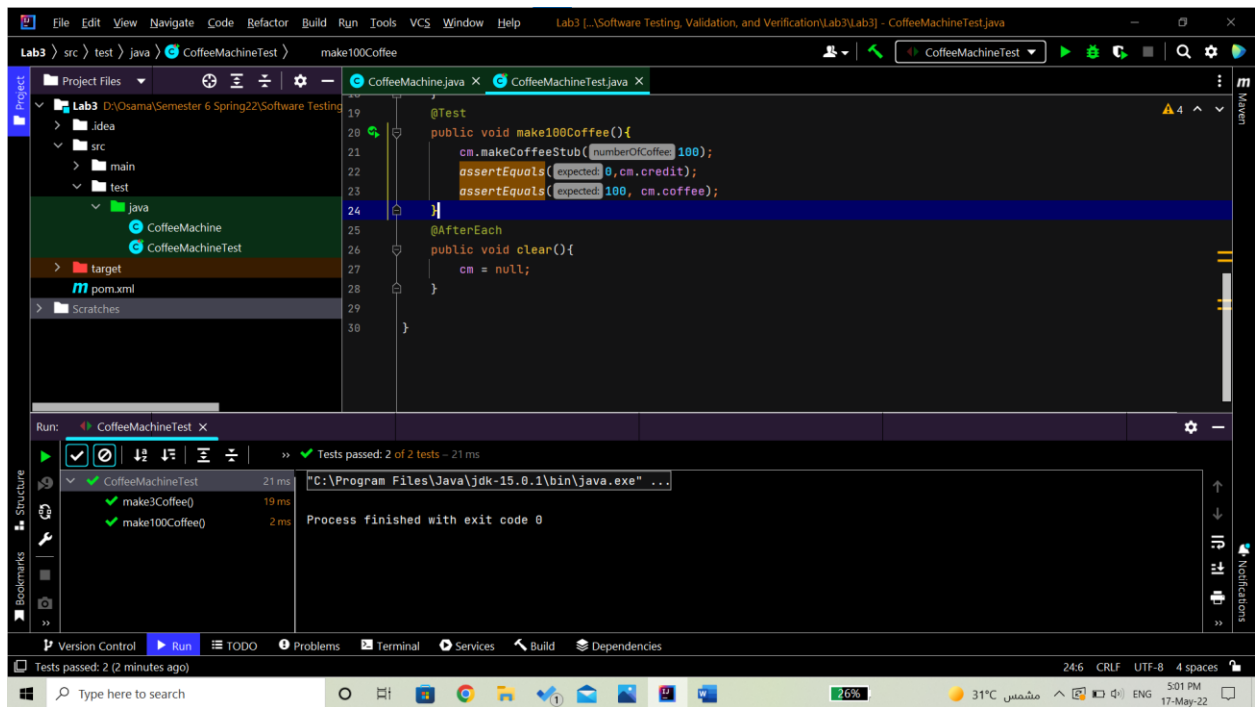 File Edit View Navigate Code Refactor Build Run Tools VCS Window Help Lab3 [...\Software Testing, Validation, and Verification\Lab3\Lab3] - CoffeeMachineTest.java
Lab3 src test java CoffeeMachineTest make100Coffee CoffeeMachineTest
Project Project Files CoffeeMachine.java CoffeeMachineTest.java
Maven
Lab3 D:\Osama\Semester 6 Spring22\Software Testing
.idea
src
main
test
java
CoffeeMachine
CoffeeMachineTest
target
pom.xml
Scratches
4
19 @Test
20 public void make100Coffee(){
21 cm.makeCoffeeStub( numberOfCoffee: 100);
22 assertEquals( expected: 0,cm.credit);
23 assertEquals( expected: 100, cm.coffee);
24 }
25 @AfterEach
26 public void clear(){
27 cm = null;
28 }
29
30 }
Run: CoffeeMachineTest
Tests passed: 2 of 2 tests – 21 ms
CoffeeMachineTest 21 ms
make3Coffee() 19 ms
make100Coffee() 2 ms
"C:\Program Files\Java\jdk-15.0.1\bin\java.exe" ...
Process finished with exit code 0
Structure
Bookmarks
Notifications
Version Control Run TODO Problems Terminal Services Build Dependencies
Tests passed: 2 (2 minutes ago) 24:6 CRLF UTF-8 4 spaces
Type here to search 26% 31°C مشمس ENG 5:01 PM
17-May-22